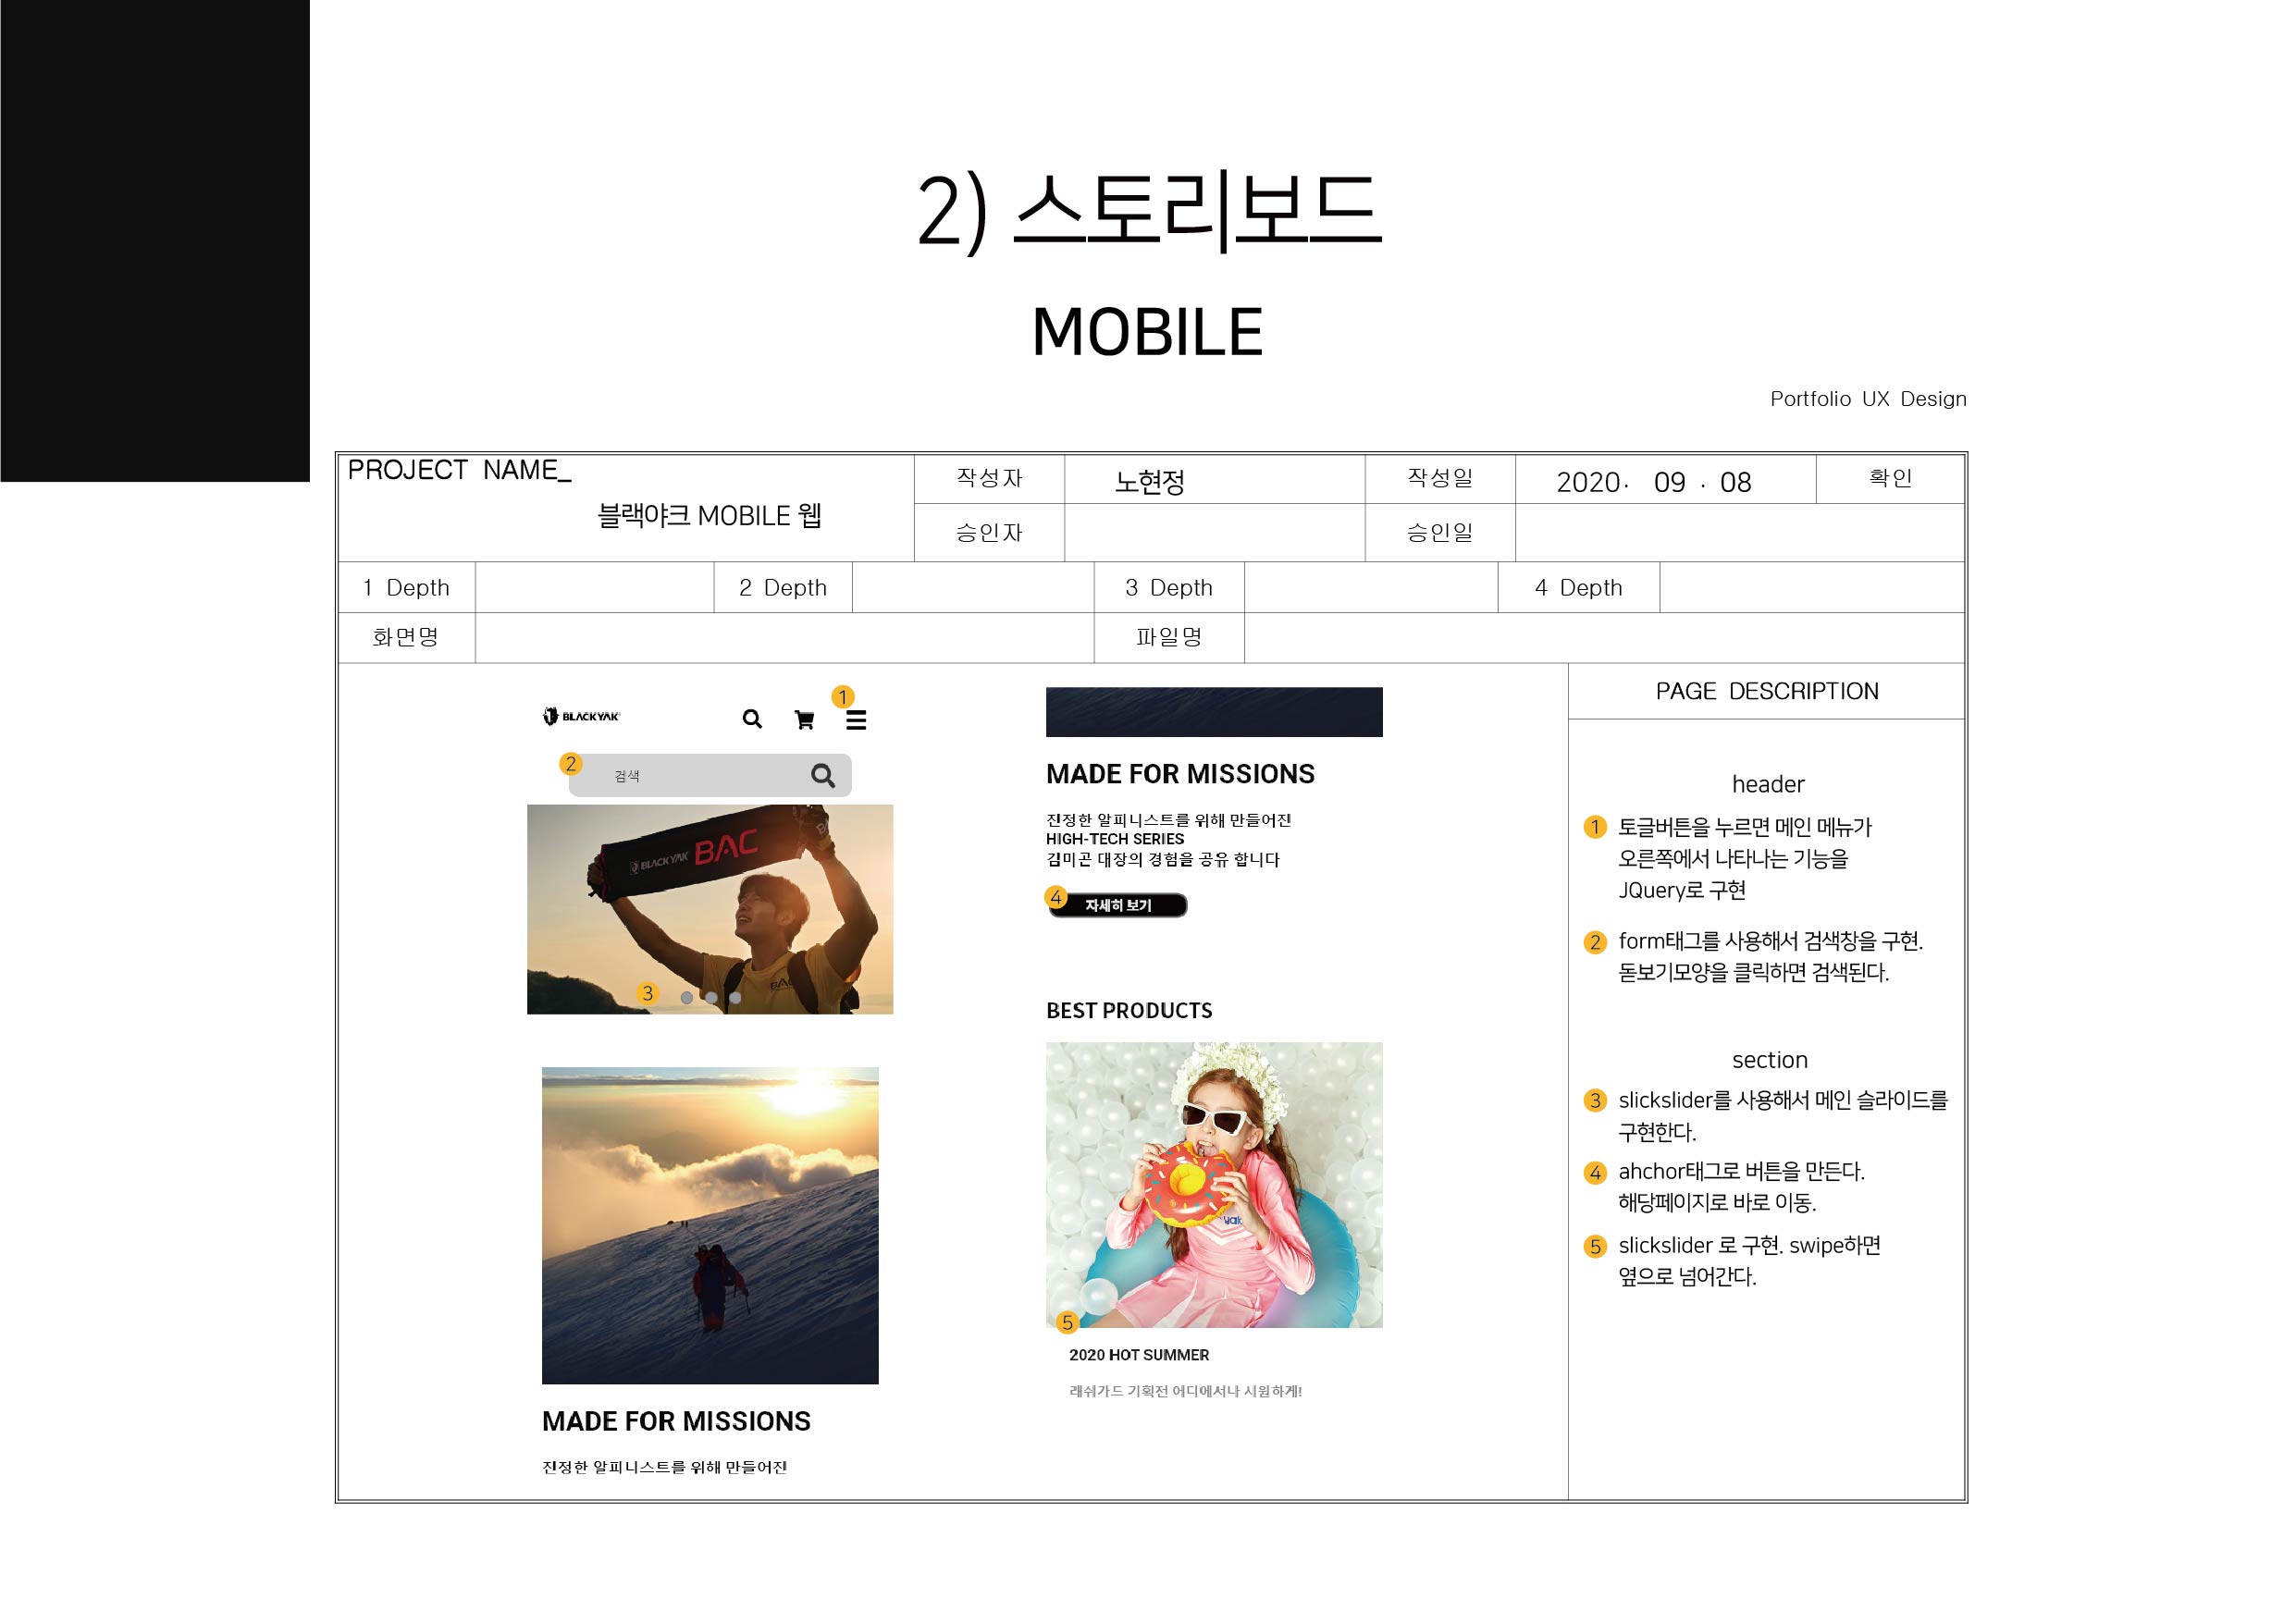 2) 스토리보드
MOBILE
Portfolio UX Design
PROJECT NAME_
블랙야크 MOBILE 웹
작성자
노현정
작성일
2020. 09 . 08
확인
승인자
승인일
1 Depth
2 Depth
3 Depth
4 Depth
화면명
파일명
BLACKYAK
1
2
검색
BLACKYAK BAC
BAC
3
MADE FOR MISSIONS
진정한 알피니스트를 위해 만들어진
MADE FOR MISSIONS
진정한 알피니스트를 위해 만들어진
HIGH-TECH SERIES
김미곤 대장의 경험을 공유 합니다
4
자세히 보기
BEST PRODUCTS
yak
5
2020 HOT SUMMER
래쉬가드 기획전 어디에서나 시원하게!
PAGE DESCRIPTION
header
1 토글버튼을 누르면 메인 메뉴가
오른쪽에서 나타나는 기능을
JQuery로 구현
2 form태그를 사용해서 검색창을 구현.
돋보기모양을 클릭하면 검색된다.
section
3 slickslider를 사용해서 메인 슬라이드를
구현한다.
4 ahchor태그로 버튼을 만든다.
해당페이지로 바로 이동.
5 slickslider 로 구현. swipe하면
옆으로 넘어간다.